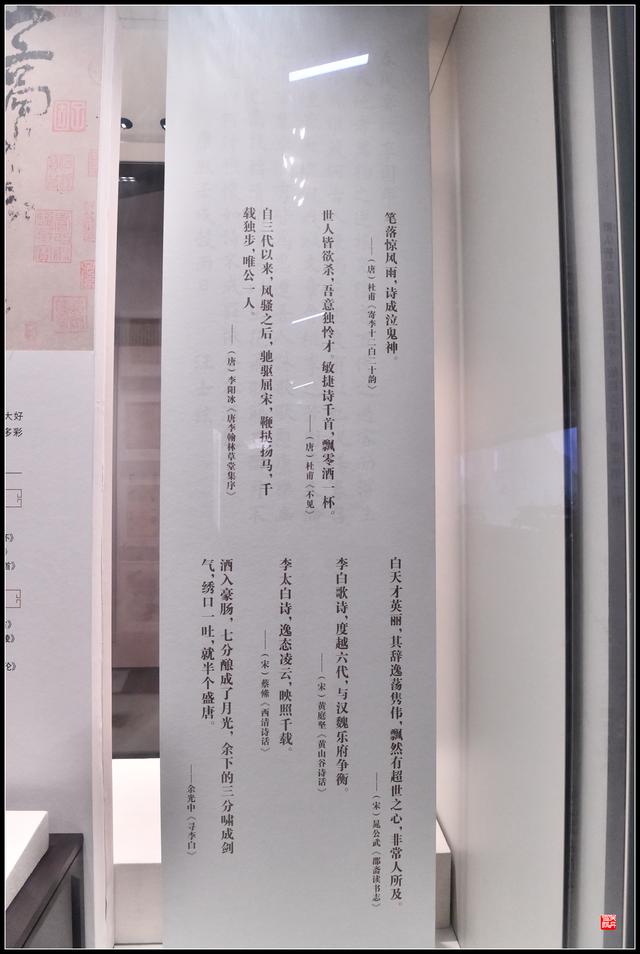 笔落惊风雨，诗成泣鬼神。
——（唐）杜甫《寄李十二白二十韵》
世人皆欲杀，吾意独怜才。敏捷诗千首，飘零酒一杯。
——（唐）杜甫《不见》
自三代以来，风骚之后，驰驱屈宋，鞭挞扬马，千
载独步，唯公一人。
——（唐）李阳冰《唐李翰林草堂集序》
白天才英丽，其辞逸荡隽伟，飘然有超世之心，非常人所及。
——（宋）晁公武《郡斋读书志》
李白歌诗，度越六代，与汉魏乐府争衡。
——（宋）黄庭坚《黄山谷诗话》
李太白诗，逸态凌云，映照千载。
——（宋）蔡絛《西清诗话》
酒入豪肠，七分酿成了月光，余下的三分啸成剑
气，绣口一吐，就半个盛唐。
——余光中《寻李白》
大好
多彩